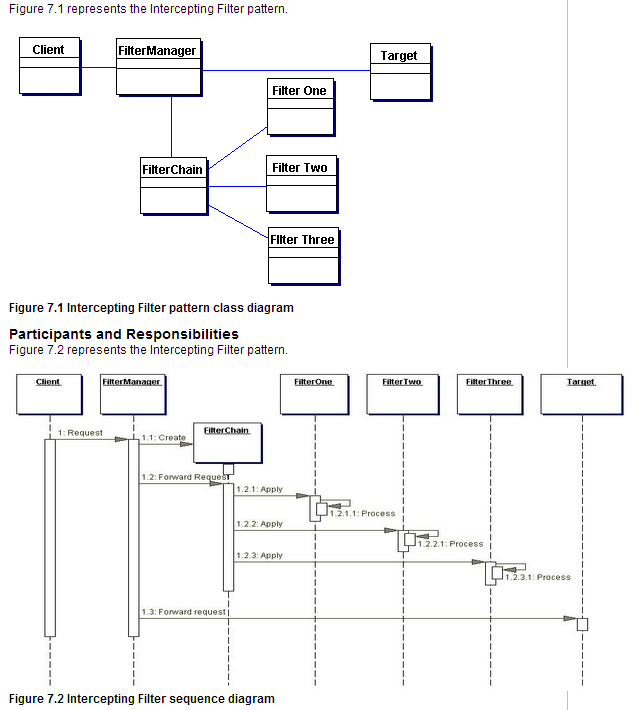 Figure 7.1 represents the Intercepting Filter pattern.
Client
FilterManager
Target
Filter One
FilterChain
Filter Two
Filter Three
Figure 7.1 Intercepting Filter pattern class diagram
Participants and Responsibilities
Figure 7.2 represents the Intercepting Filter pattern.
Client
FilterManager
FilterOne
FilterTwo
FilterThree
Target
FilterChain
1: Request
1.1: Create
1.2: Forward Request
1.2.1: Apply
1.2.1.1: Process
1.2.2: Apply
1.2.2.1: Process
1.2.3: Apply
1.2.3.1: Process
1.3: Forward request
Figure 7.2 Intercepting Filter sequence diagram